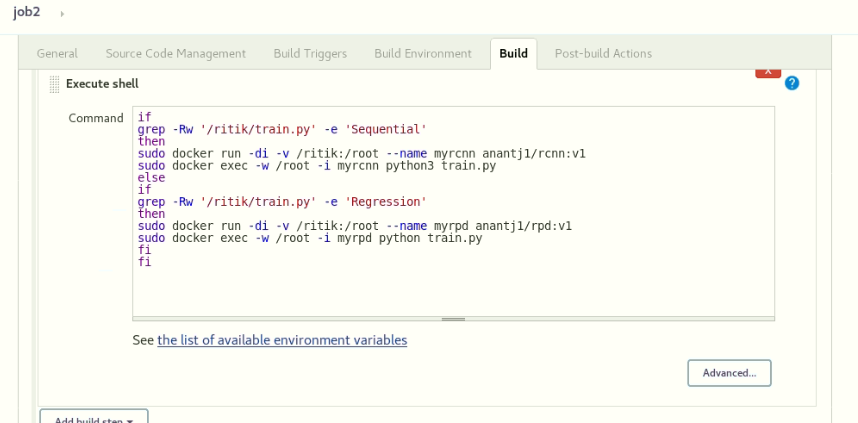 job2
General Source Code Management Build Triggers Build Environment Build Post-build Actions
X
Execute shell
?
Command
if
grep -Rw '/ritik/train.py' -e 'Sequential'
then
sudo docker run -di -v /ritik:/root --name myrcnn anantj1/rcnn:v1
sudo docker exec -w /root -i myrcnn python3 train.py
else
if
grep -Rw '/ritik/train.py' -e 'Regression'
then
sudo docker run -di -v /ritik:/root --name myrpd anantj1/rpd:v1
sudo docker exec -w /root -i myrpd python train.py
fi
fi
See the list of available environment variables
Advanced...
Add build step